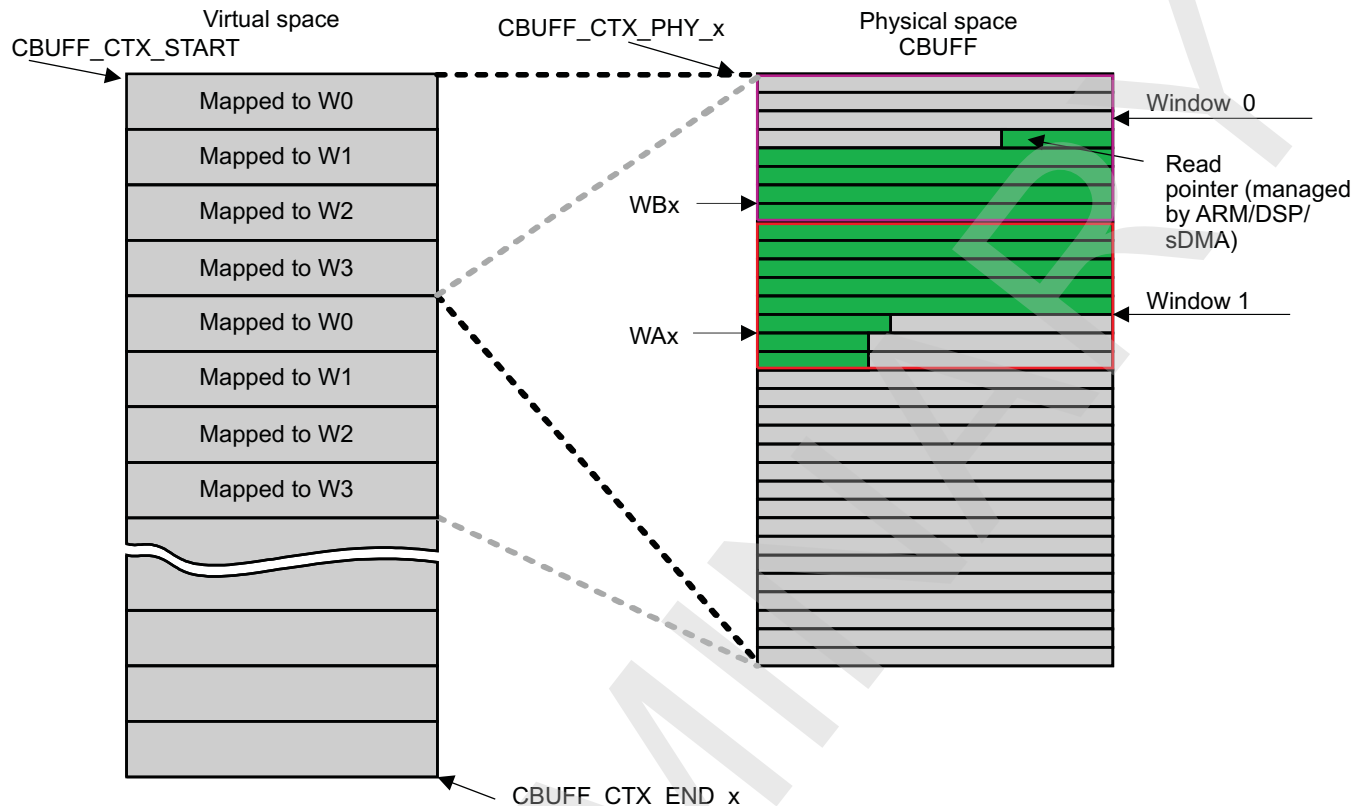 Virtual space
CBUFF_CTX_START
CBUFF_CTX_PHY_x
Physical space
CBUFF
Mapped to W0
Mapped to W1
Mapped to W2
Mapped to W3
Mapped to W0
Mapped to W1
Mapped to W2
Mapped to W3
WBx
WAx
Window 0
Read
pointer (managed
by ARM/DSP/
sDMA)
Window 1
CBUFF_CTX_END_x